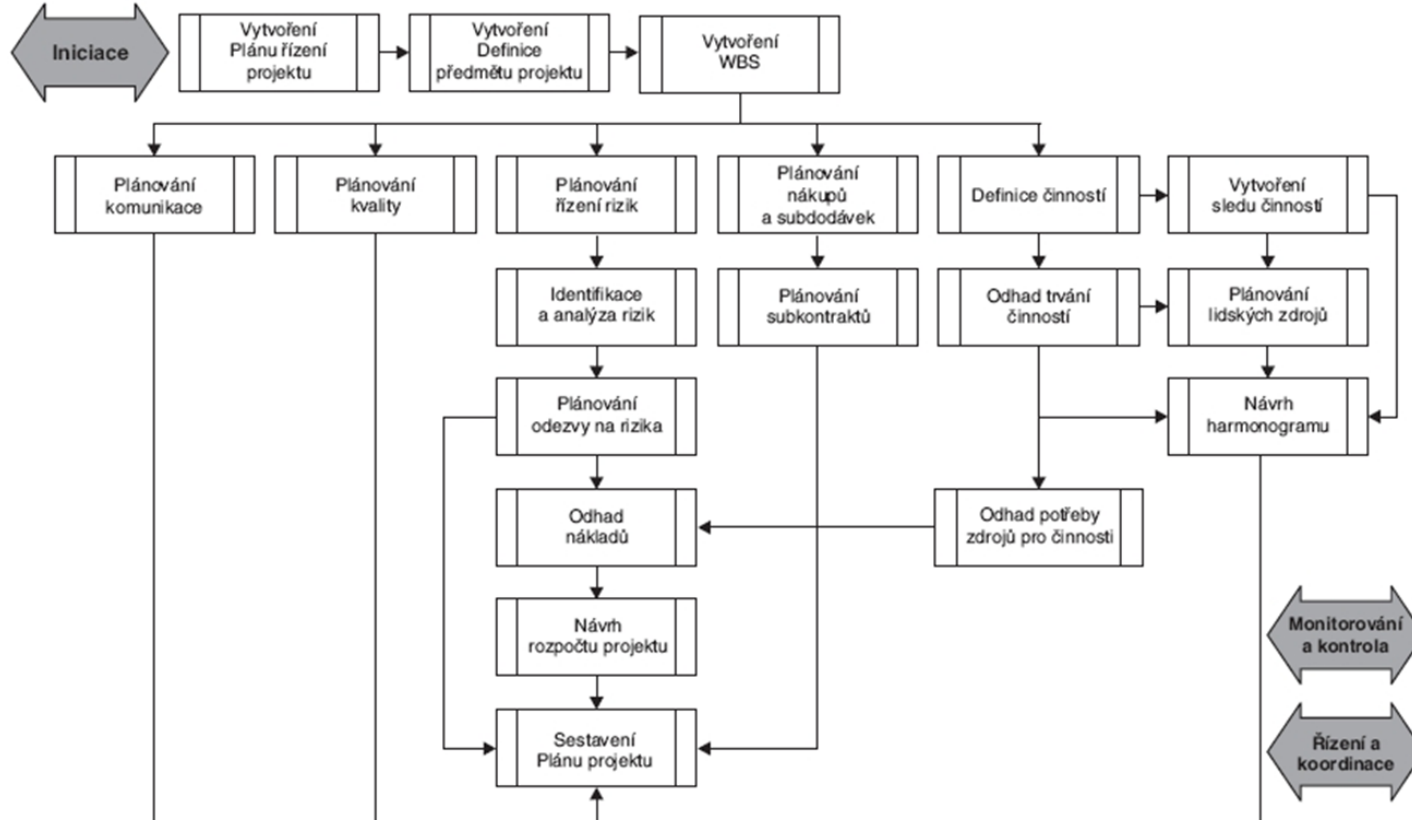 Iniciace
Vytvoření
Plánu řízení
projektu
Vytvoření
Definice
předmětu projektu
Vytvoření
WBS
Plánování
komunikace
Plánování
kvality
Plánování
řízení rizik
Plánování
nákupů
a subdodávek
Definice činností
Vytvoření
sledu činností
Identifikace
a analýza rizik
Plánování
subkontraktů
Odhad trvání
činností
Plánování
lidských zdrojů
Plánování
odezvy na rizika
Návrh
harmonogramu
Odhad
nákladů
Odhad potřeby
zdrojů pro činnosti
Návrh
rozpočtu projektu
Monitorování
a kontrola
Sestavení
Plánu projektu
Řízení a
koordinace